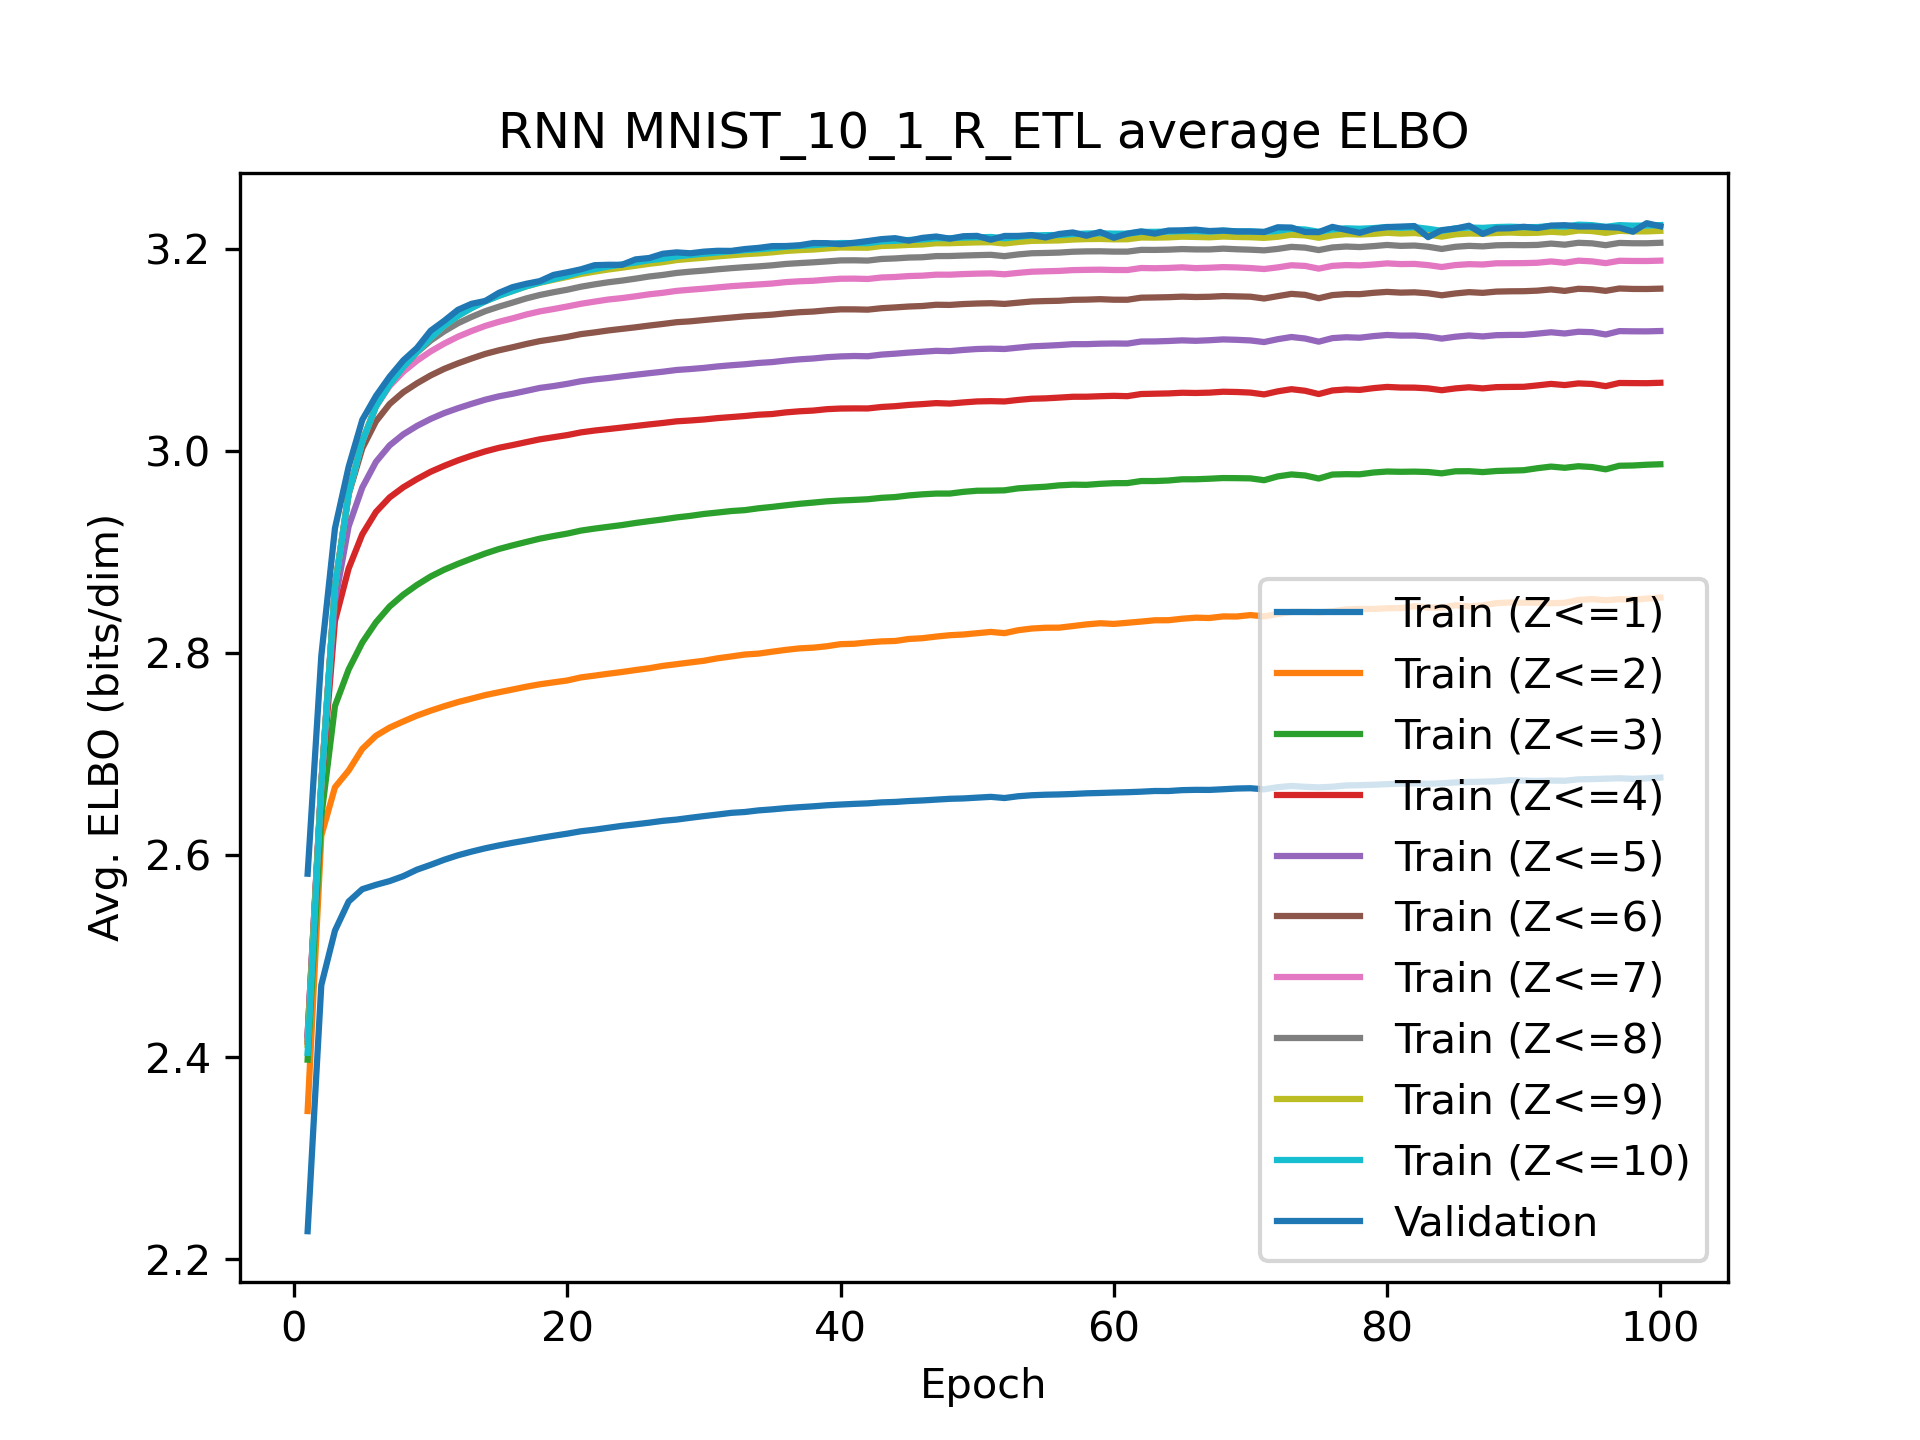 RNN MNIST_10_1_R_ETL average ELBO
Avg. ELBO (bits/dim)
3.2
3.0
2.8
2.6
2.4
2.2
Train (Z<=1)
Train (Z<=2)
Train (Z<=3)
Train (Z<=4)
Train (Z<=5)
Train (Z<=6)
Train (Z<=7)
Train (Z<=8)
Train (Z<=9)
Train (Z<=10)
Validation
0 20 40 60 80 100
Epoch